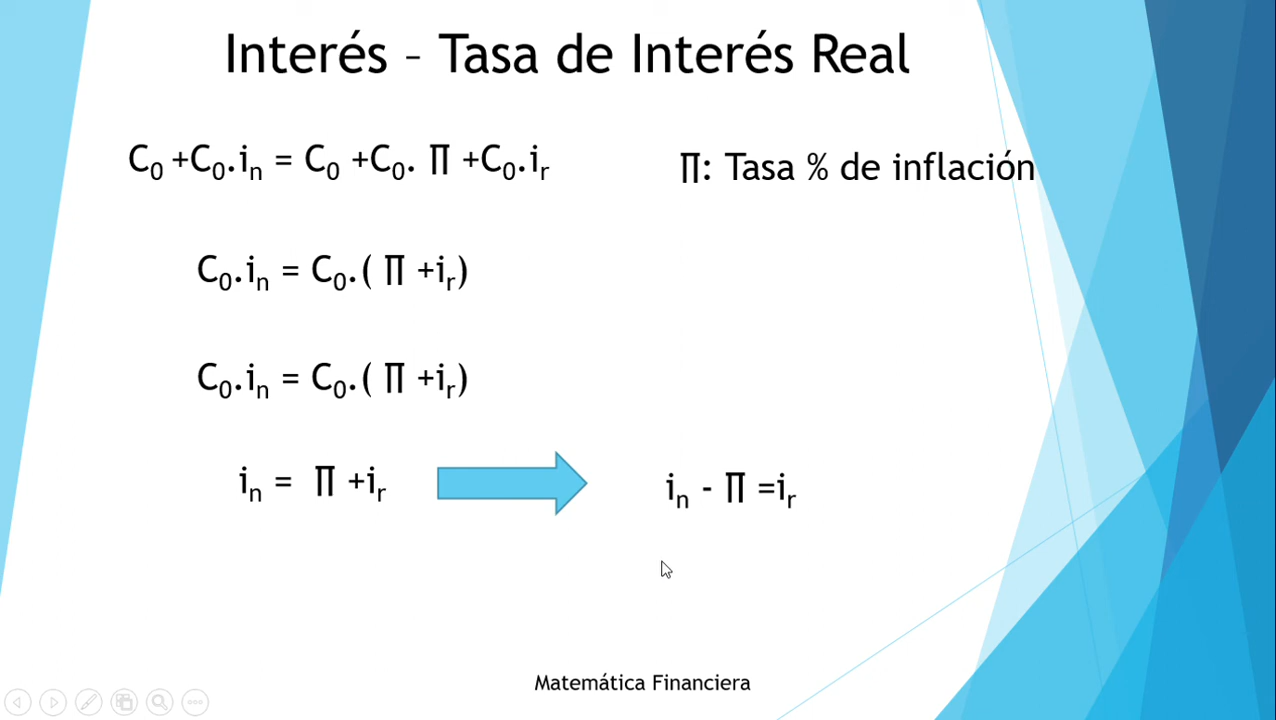 Interés – Tasa de Interés Real
C₀ +C₀.iₙ = C₀ +C₀. ∏ +C₀.iᵣ
∏: Tasa % de inflación
C₀.iₙ = C₀.( ∏ +iᵣ)
C₀.iₙ = C₀.( ∏ +iᵣ)
iₙ = ∏ +iᵣ
iₙ - ∏ =iᵣ
Matemática Financiera